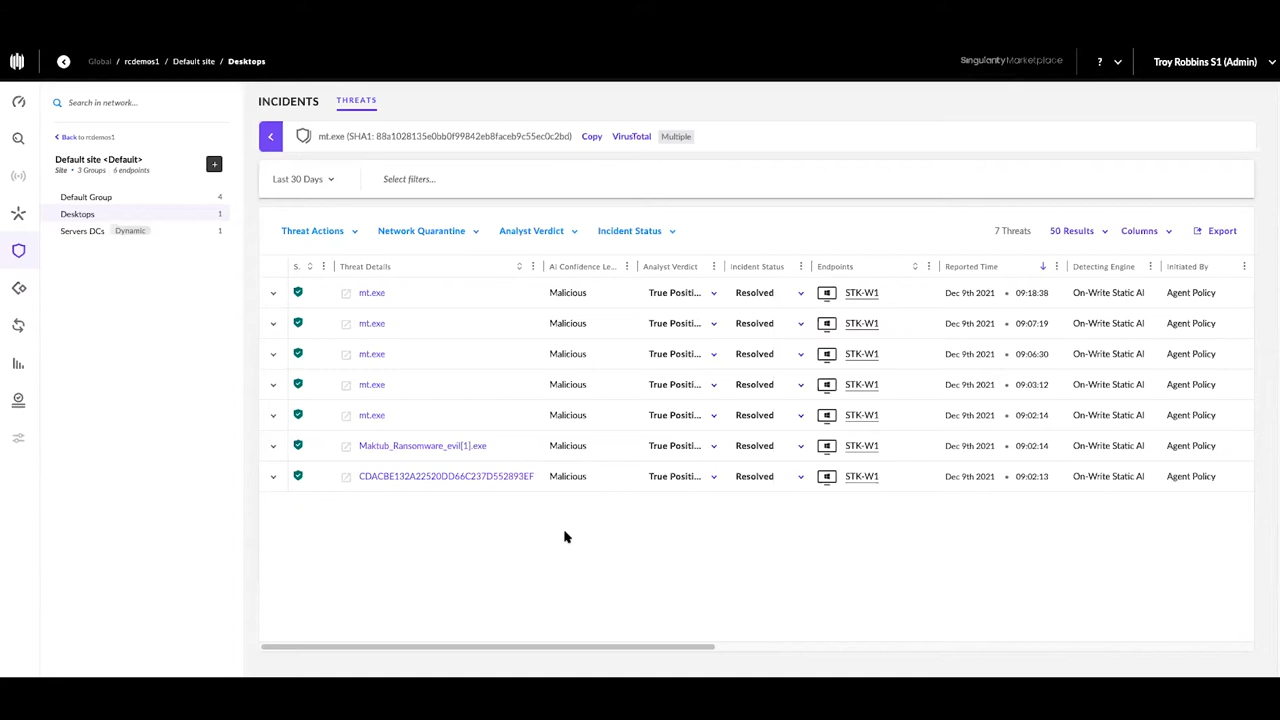 Global / rcdemos1 / Default site / Desktops
Singularity Marketplace
?
Troy Robbins S1 (Admin)
Search in network...
Back to rcdemos1
Default site <Default>
Site • 3 Groups • 6 endpoints
+
Default Group 4
Desktops 1
Servers DCs Dynamic 1
INCIDENTS THREATS
mt.exe (SHA1: 88a1028135e0bb0f99842eb8faceb9c55ec0c2bd) Copy VirusTotal Multiple
Last 30 Days Select filters...
Threat Actions Network Quarantine Analyst Verdict Incident Status 7 Threats 50 Results Columns Export
S. Threat Details AI Confidence Le... Analyst Verdict Incident Status Endpoints Reported Time Detecting Engine Initiated By
mt.exe Malicious True Positi... Resolved STK-W1 Dec 9th 2021 • 09:18:38 On-Write Static AI Agent Policy
mt.exe Malicious True Positi... Resolved STK-W1 Dec 9th 2021 • 09:07:19 On-Write Static AI Agent Policy
mt.exe Malicious True Positi... Resolved STK-W1 Dec 9th 2021 • 09:06:30 On-Write Static AI Agent Policy
mt.exe Malicious True Positi... Resolved STK-W1 Dec 9th 2021 • 09:03:12 On-Write Static AI Agent Policy
mt.exe Malicious True Positi... Resolved STK-W1 Dec 9th 2021 • 09:02:14 On-Write Static AI Agent Policy
Maktub_Ransomware_evil[1].exe Malicious True Positi... Resolved STK-W1 Dec 9th 2021 • 09:02:14 On-Write Static AI Agent Policy
CDACBE132A22520DD66C237D552893EF Malicious True Positi... Resolved STK-W1 Dec 9th 2021 • 09:02:13 On-Write Static AI Agent Policy